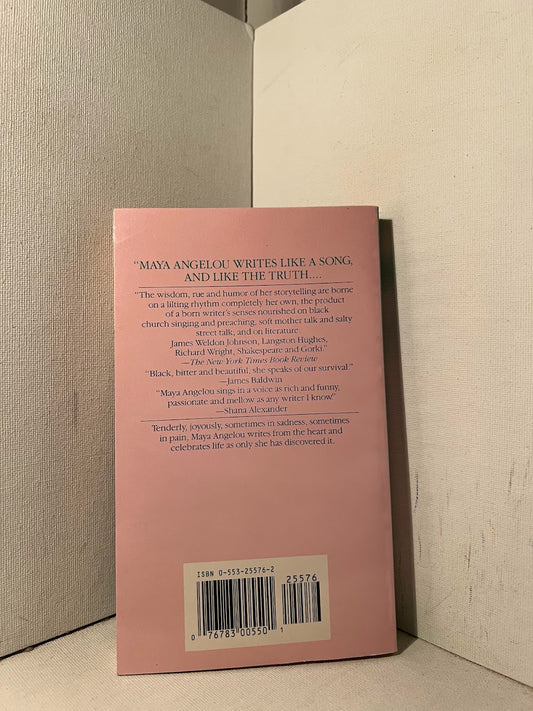 “MAYA ANGELOU WRITES LIKE A SONG,
AND LIKE THE TRUTH....
“The wisdom, rue and humor of her storytelling are borne
on a lilting rhythm completely her own, the product
of a born writer's senses nourished on black
church singing and preaching, soft mother talk and salty
street talk, and on literature:
James Weldon Johnson, Langston Hughes,
Richard Wright, Shakespeare and Gorki.”
—The New York Times Book Review
“Black, bitter and beautiful, she speaks of our survival.”
—James Baldwin
“Maya Angelou sings in a voice as rich and funny,
passionate and mellow as any writer I know.”
—Shana Alexander
Tenderly, joyously, sometimes in sadness, sometimes
in pain, Maya Angelou writes from the heart and
celebrates life as only she has discovered it.
ISBN 0-553-25576-2
25576
0 76783 00550 1